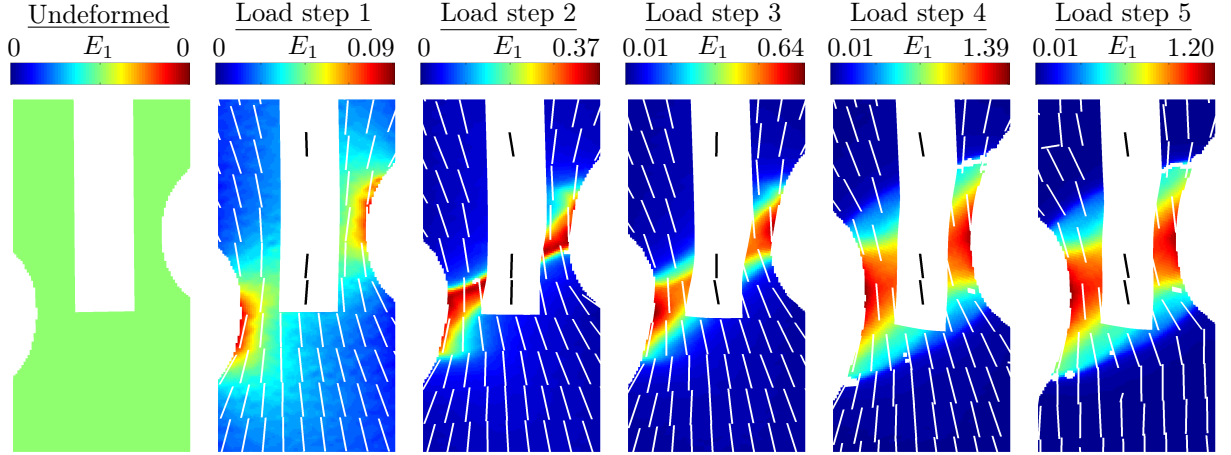 Undeformed Load step 1 Load step 2 Load step 3 Load step 4 Load step 5
0 E₁ 0 0 E₁ 0.09 0 E₁ 0.37 0.01 E₁ 0.64 0.01 E₁ 1.39 0.01 E₁ 1.20